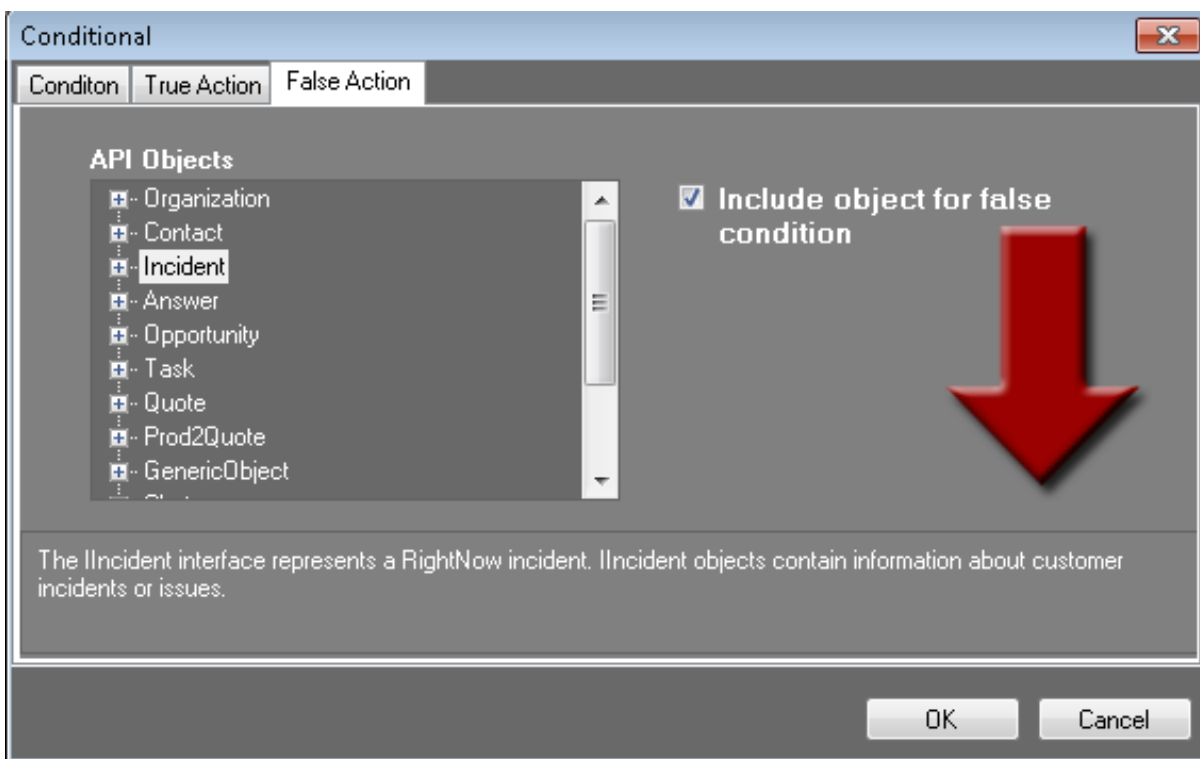 Conditional
Conditon
True Action
False Action
API Objects
Organization
Contact
Incident
Answer
Opportunity
Task
Quote
Prod2Quote
GenericObject
Include object for false
condition
The IIncident interface represents a RightNow incident. IIncident objects contain information about customer
incidents or issues.
OK
Cancel